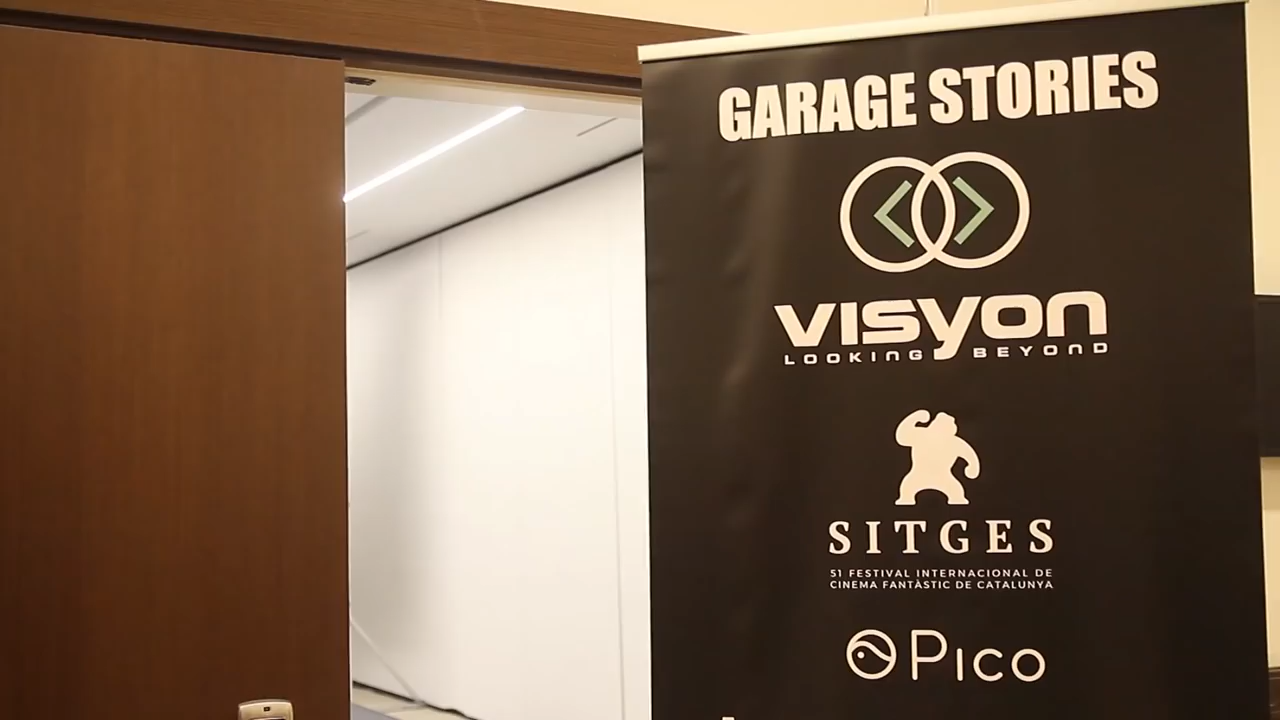 GARAGE STORIES
VISYON
LOOKING BEYOND
SITGES
51 FESTIVAL INTERNACIONAL DE
CINEMA FANTÀSTIC DE CATALUNYA
Pico